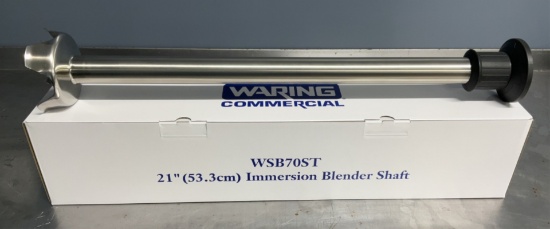 WARING
COMMERCIAL
WSB70ST
21" (53.3cm) Immersion Blender Shaft